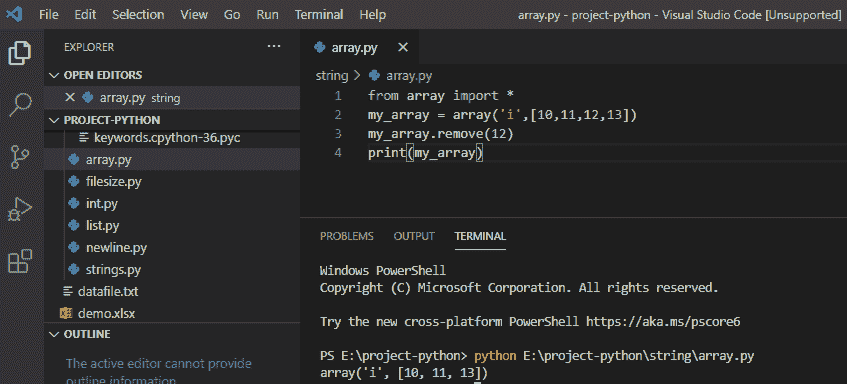 File Edit Selection View Go Run Terminal Help array.py - project-python - Visual Studio Code [Unsupported]
EXPLORER ...
OPEN EDITORS
array.py string
PROJECT-PYTHON
keywords.cpython-36.pyc
array.py
filesize.py
int.py
list.py
newline.py
strings.py
datafile.txt
demo.xlsx
OUTLINE
The active editor cannot provide
outline information.
array.py
string > array.py
1 from array import *
2 my_array = array('i',[10,11,12,13])
3 my_array.remove(12)
4 print(my_array)
PROBLEMS OUTPUT TERMINAL
Windows PowerShell
Copyright (C) Microsoft Corporation. All rights reserved.
Try the new cross-platform PowerShell https://aka.ms/pscore6
PS E:\project-python> python E:\project-python\string\array.py
array('i', [10, 11, 13])